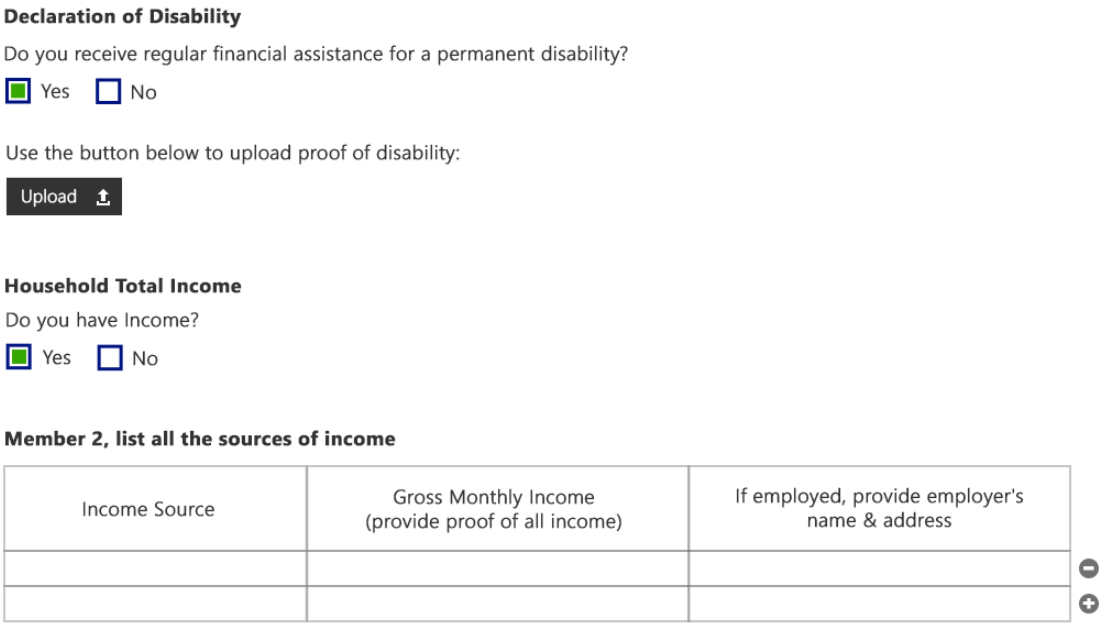 Declaration of Disability
Do you receive regular financial assistance for a permanent disability?
Yes No
Use the button below to upload proof of disability:
Upload
Household Total Income
Do you have Income?
Yes No
Member 2, list all the sources of income
Income Source
Gross Monthly Income
(provide proof of all income)
If employed, provide employer's
name & address